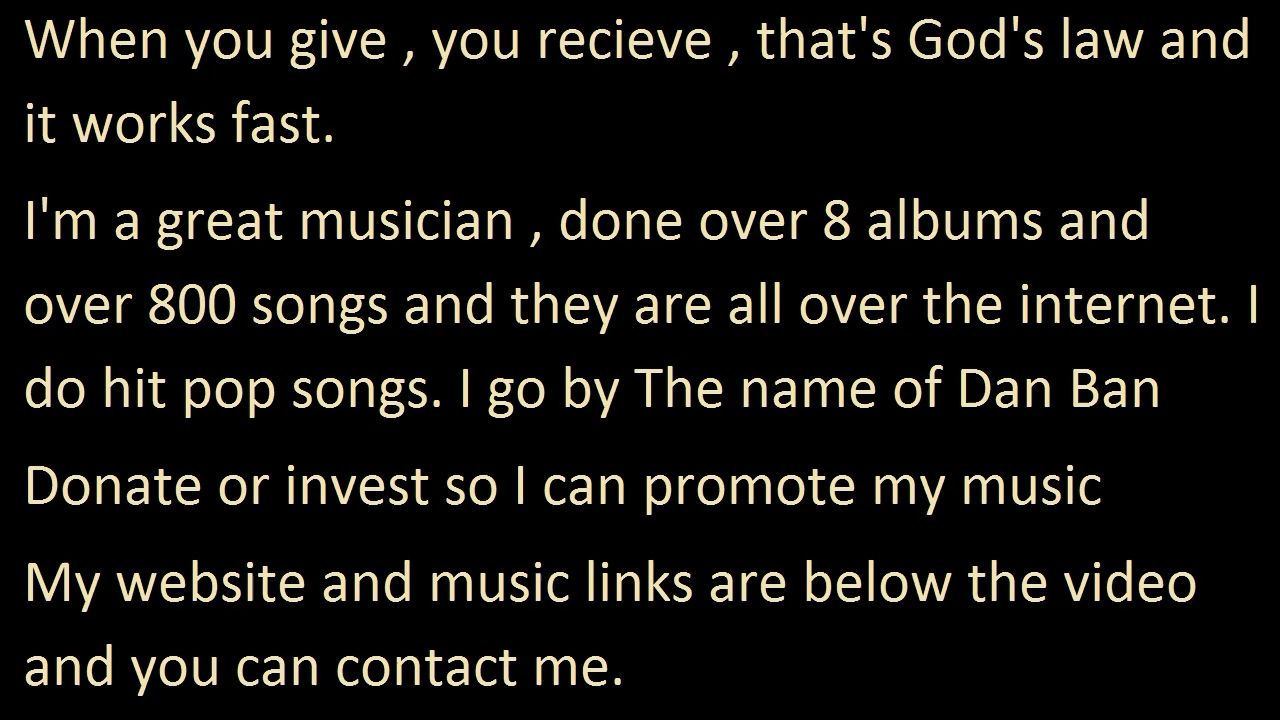 When you give , you recieve , that's God's law and
it works fast.
I'm a great musician , done over 8 albums and
over 800 songs and they are all over the internet. I
do hit pop songs. I go by The name of Dan Ban
Donate or invest so I can promote my music
My website and music links are below the video
and you can contact me.